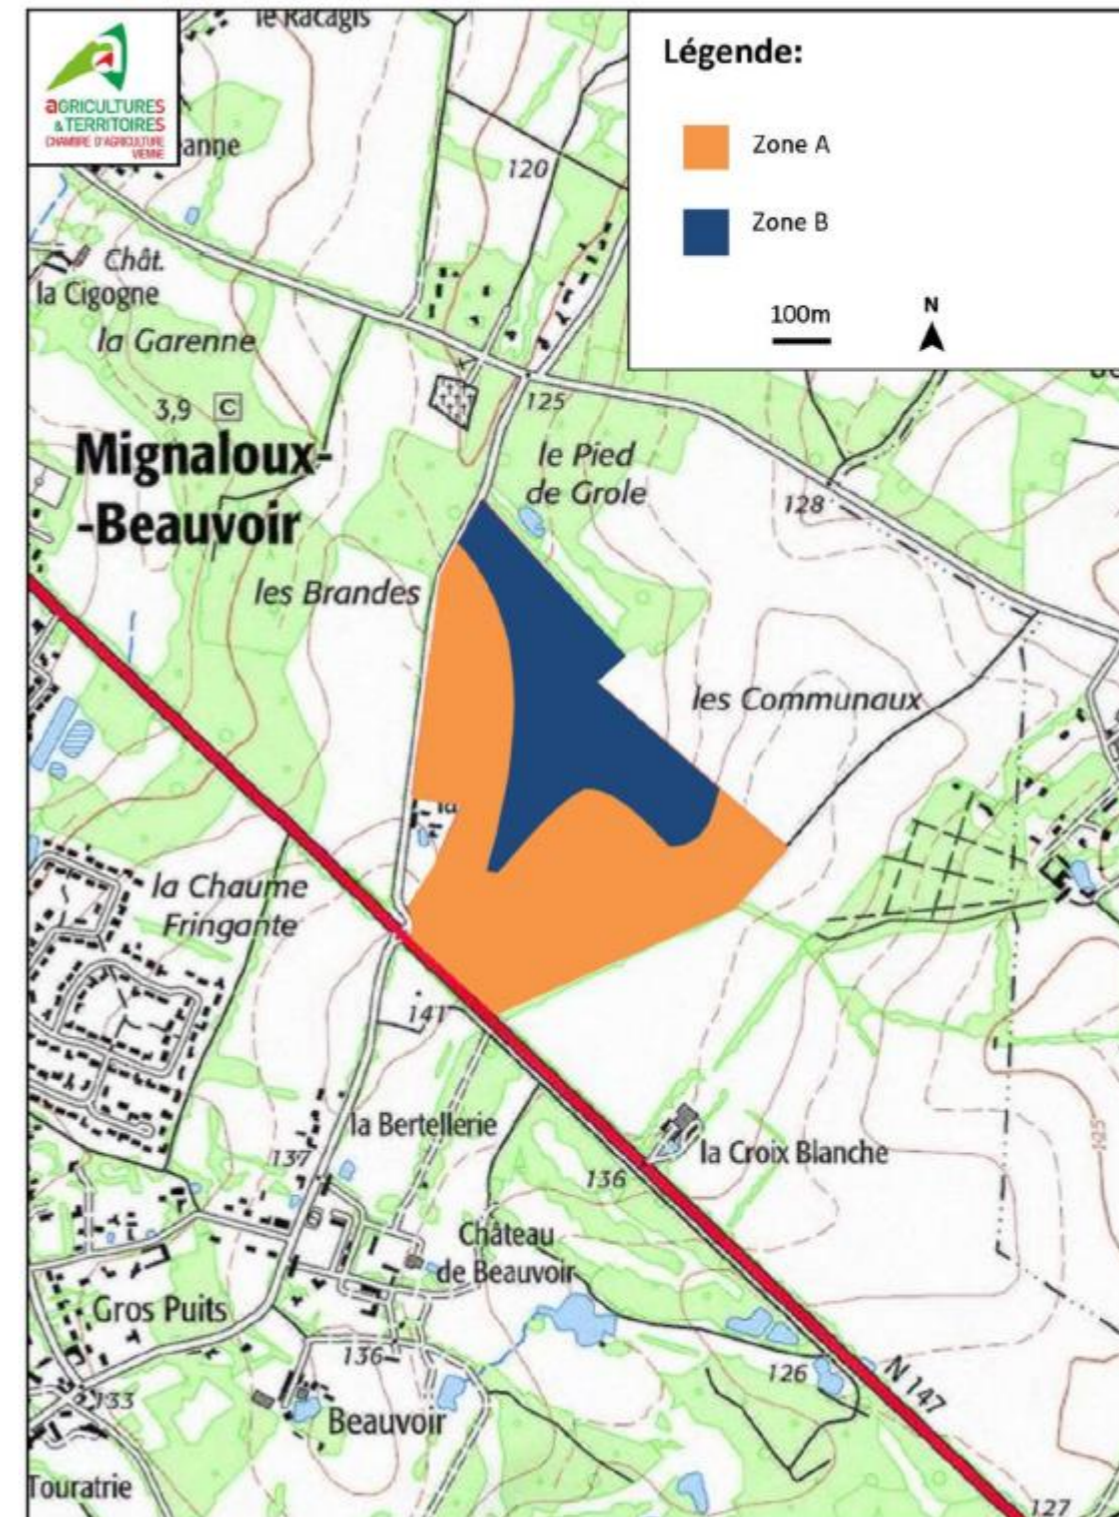 le Racagis
aGRICULTURES
& TERRITOIRES
CHAMBRE D'AGRICULTURE
VIENNE
Légende:
Zone A
Zone B
100m
N
anne
120
Chât.
la Cigogne
la Garenne
3,9 C
125
Mignaloux-
-Beauvoir
le Pied
de Grole
128
les Brandes
les Communaux
la
la Chaume
Fringante
141
la Bertellerie
137
la Croix Blanche
136
125
Château
de Beauvoir
Gros Puits
136
126
N 147
133
Beauvoir
Touratrie
127